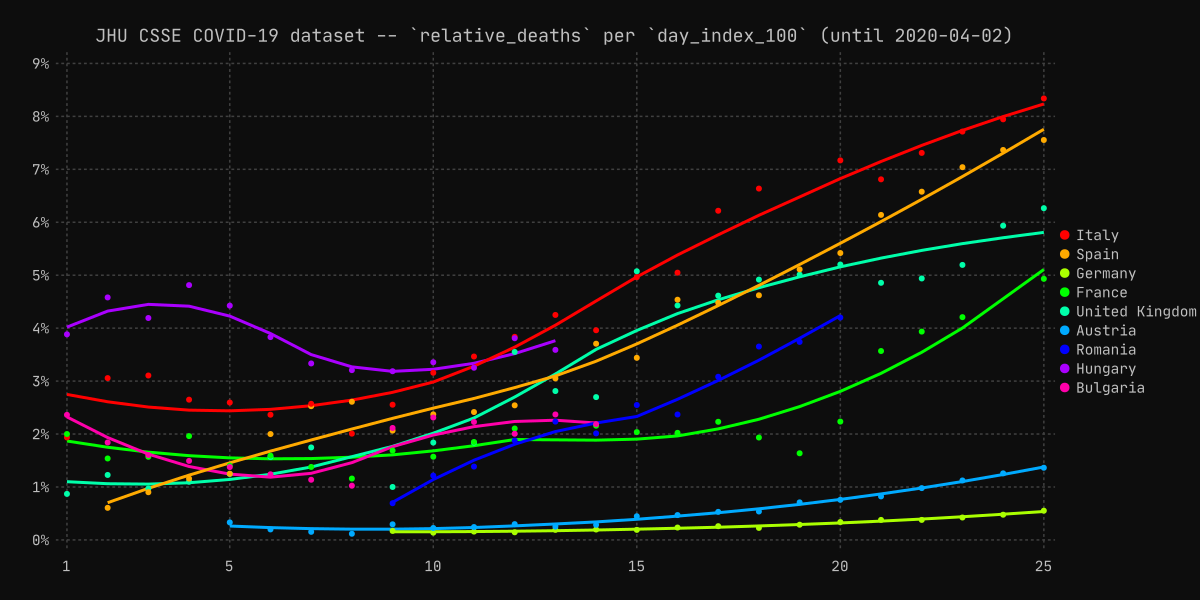 JHU CSSE COVID-19 dataset -- `relative_deaths` per `day_index_100` (until 2020-04-02)
9%
8%
7%
6%
5%
4%
3%
2%
1%
0%
1 5 10 15 20 25
Italy
Spain
Germany
France
United Kingdom
Austria
Romania
Hungary
Bulgaria